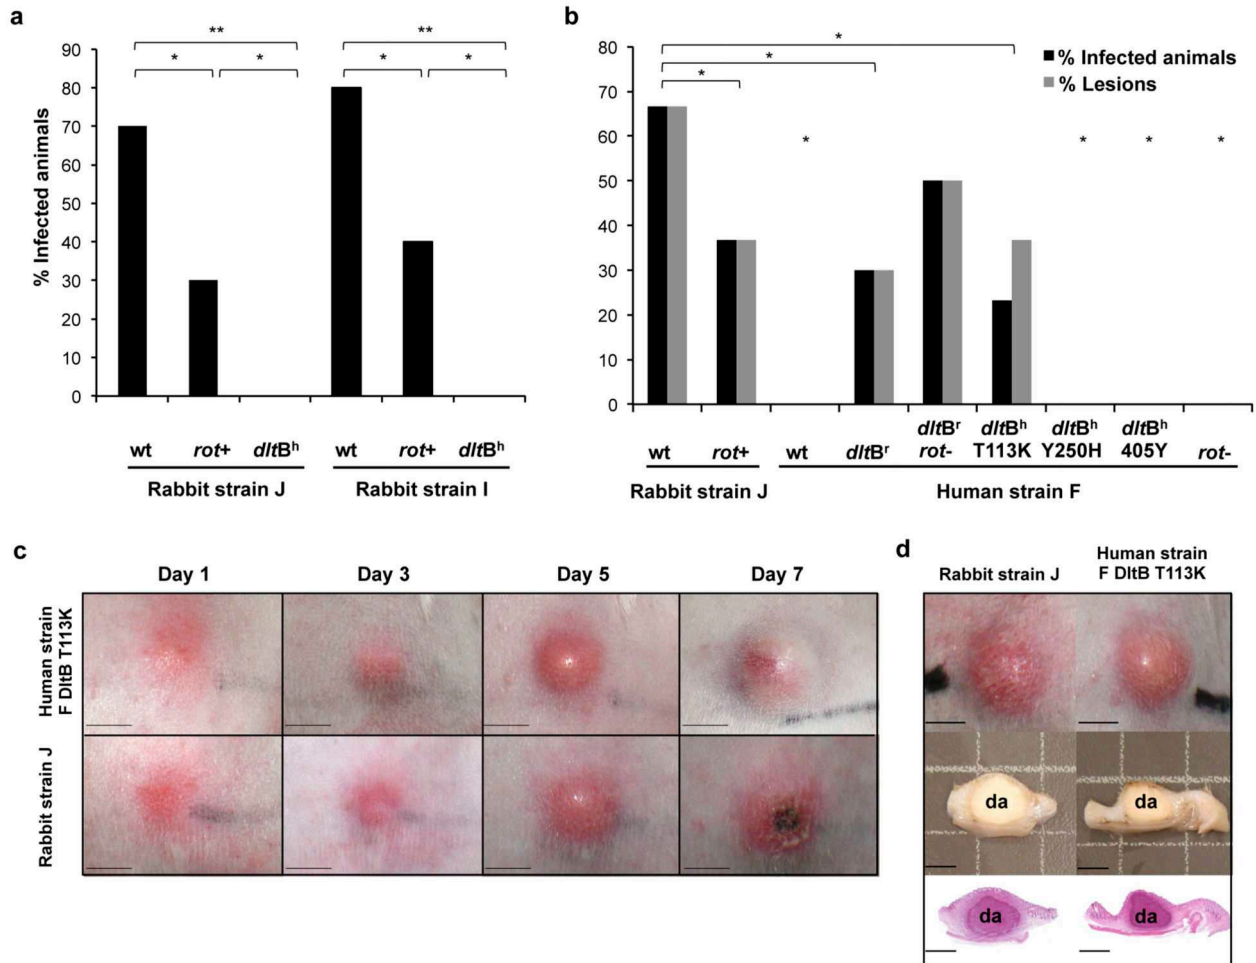 a
**
**
*
*
*
*
% Infected animals
90
80
70
60
50
40
30
20
10
0
wt
rot+
dltBʰ
wt
rot+
dltBʰ
Rabbit strain J
Rabbit strain I
b
% Infected animals
% Lesions
*
*
*
*
*
*
*
80
70
60
50
40
30
20
10
0
wt
rot+
wt
dltBʳ
dltBʳ
rot-
dltBʰ
T113K
dltBʰ
Y250H
dltBʰ
405Y
rot-
Rabbit strain J
Human strain F
c
Day 1
Day 3
Day 5
Day 7
Human strain
F DltB T113K
Rabbit strain J
d
Rabbit strain J
Human strain
F DltB T113K
da
da
da
da